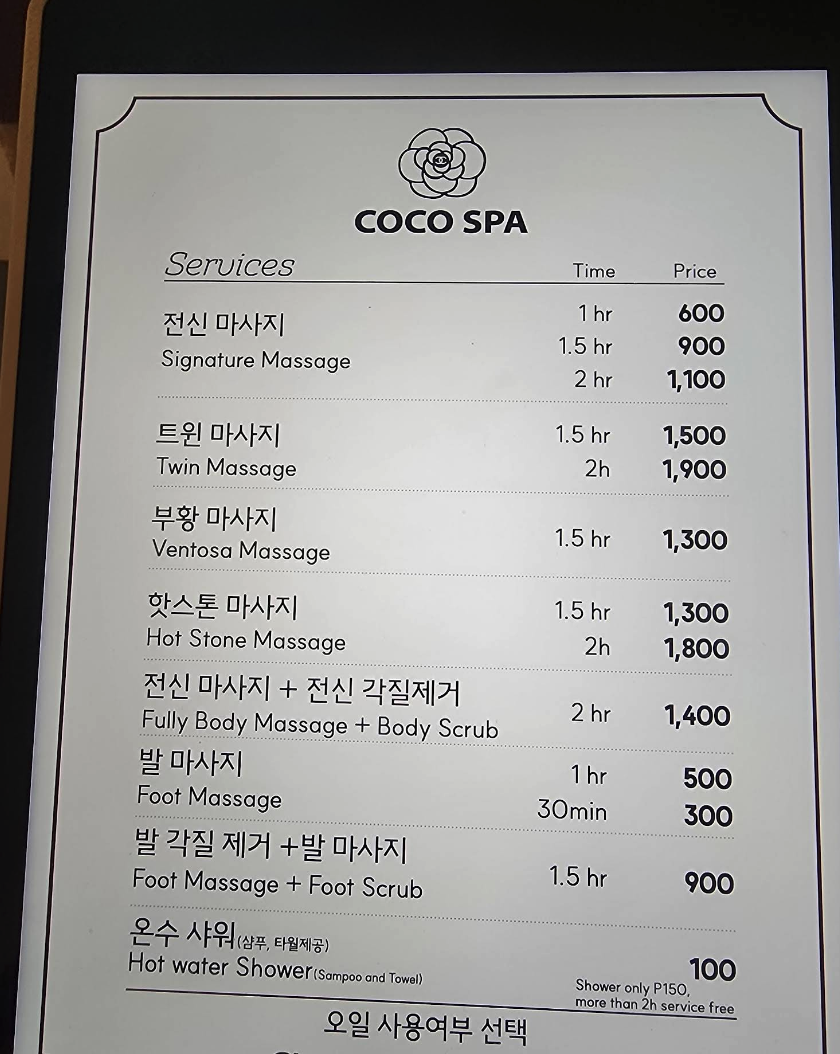 COCO SPA
Services Time Price
전신 마사지 1 hr 600
Signature Massage 1.5 hr 900
2 hr 1,100
트윈 마사지 1.5 hr 1,500
Twin Massage 2h 1,900
부황 마사지
Ventosa Massage 1.5 hr 1,300
핫스톤 마사지 1.5 hr 1,300
Hot Stone Massage 2h 1,800
전신 마사지 + 전신 각질제거
Fully Body Massage + Body Scrub 2 hr 1,400
발 마사지 1 hr 500
Foot Massage 30min 300
발 각질 제거 +발 마사지
Foot Massage + Foot Scrub 1.5 hr 900
온수 샤워(샴푸, 타월제공)
Hot water Shower(Sampoo and Towel) 100
Shower only P150,
more than 2h service free
오일 사용여부 선택